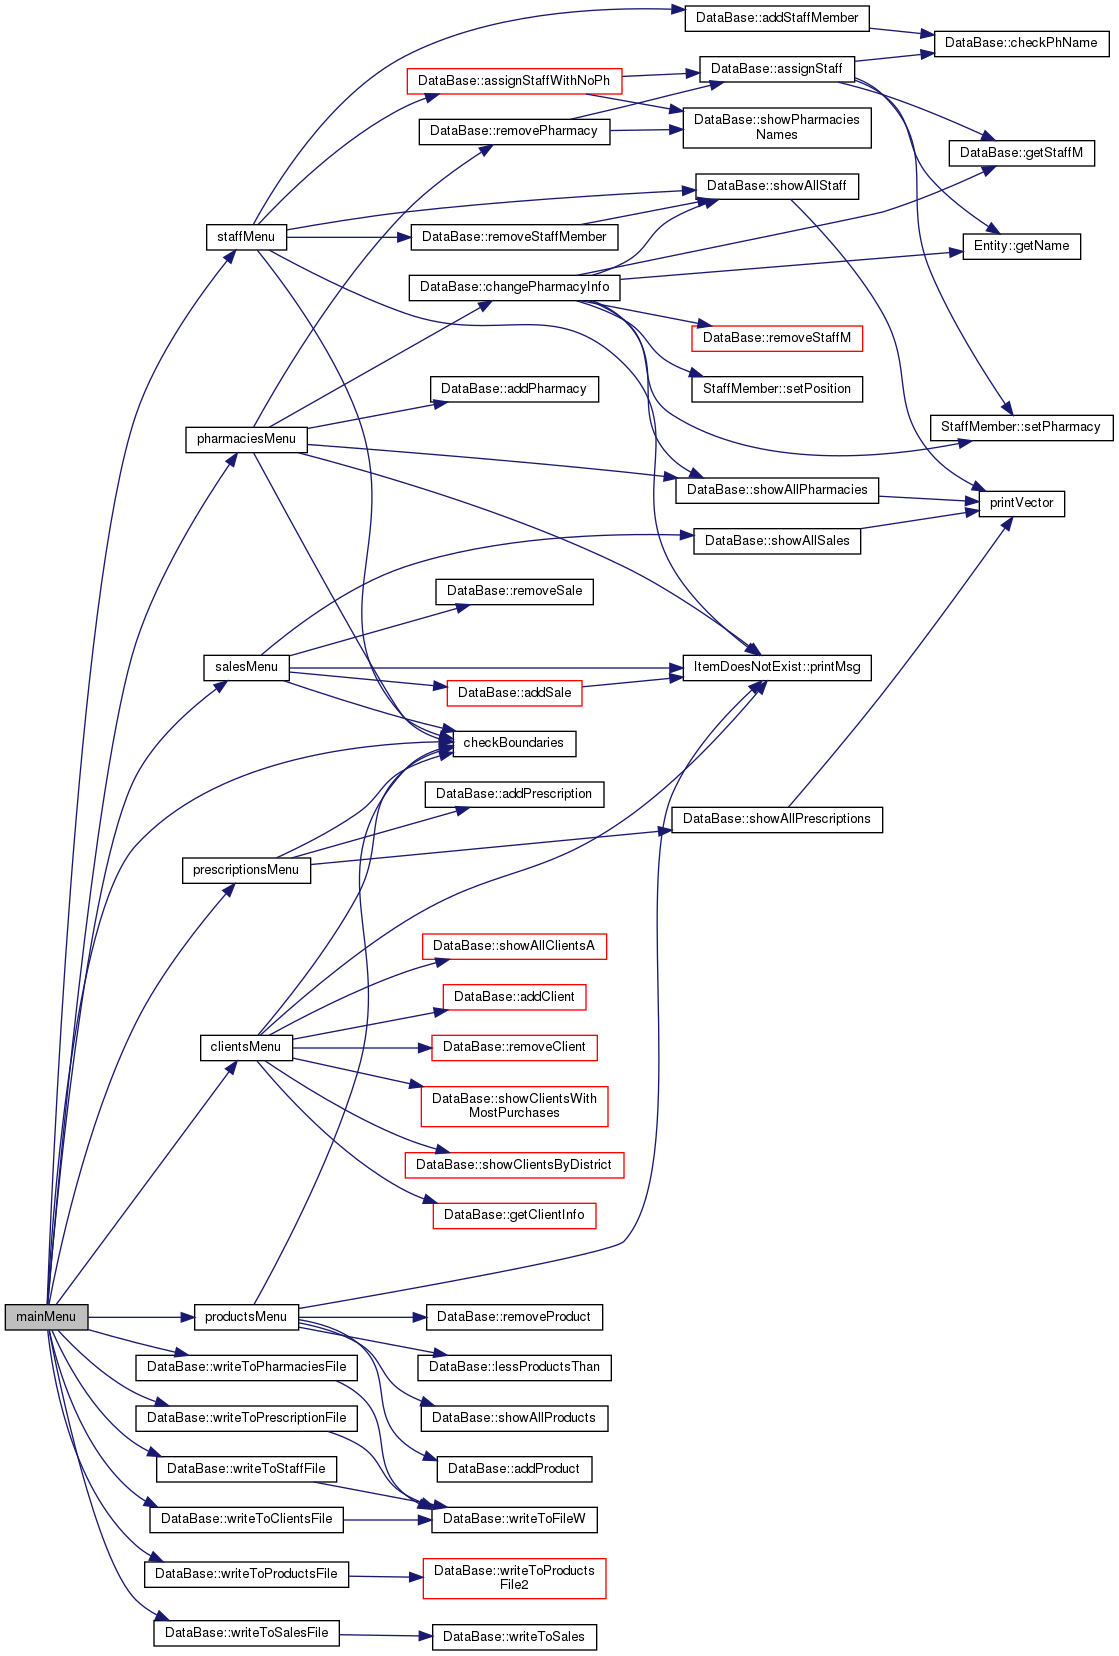 DataBase::addStaffMember
DataBase::checkPhName
DataBase::assignStaff
DataBase::assignStaffWithNoPh
DataBase::showPharmacies
Names
DataBase::removePharmacy
DataBase::getStaffM
DataBase::showAllStaff
staffMenu
DataBase::removeStaffMember
Entity::getName
DataBase::changePharmacyInfo
DataBase::removeStaffM
DataBase::addPharmacy
StaffMember::setPosition
StaffMember::setPharmacy
pharmaciesMenu
DataBase::showAllPharmacies
printVector
DataBase::showAllSales
DataBase::removeSale
salesMenu
ItemDoesNotExist::printMsg
DataBase::addSale
checkBoundaries
DataBase::addPrescription
DataBase::showAllPrescriptions
prescriptionsMenu
DataBase::showAllClientsA
DataBase::addClient
clientsMenu
DataBase::removeClient
DataBase::showClientsWith
MostPurchases
DataBase::showClientsByDistrict
DataBase::getClientInfo
mainMenu
productsMenu
DataBase::removeProduct
DataBase::writeToPharmaciesFile
DataBase::lessProductsThan
DataBase::writeToPrescriptionFile
DataBase::showAllProducts
DataBase::writeToStaffFile
DataBase::addProduct
DataBase::writeToClientsFile
DataBase::writeToFileW
DataBase::writeToProductsFile
DataBase::writeToProducts
File2
DataBase::writeToSalesFile
DataBase::writeToSales